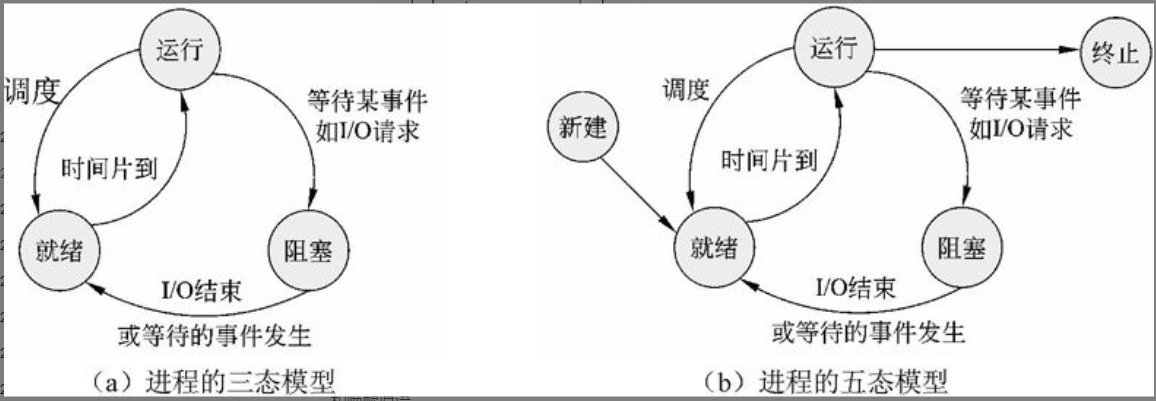 运行
调度
等待某事件
如I/O请求
时间片到
就绪
阻塞
I/O结束
或等待的事件发生
(a)进程的三态模型
运行
终止
调度
等待某事件
如I/O请求
新建
时间片到
就绪
阻塞
I/O结束
或等待的事件发生
(b)进程的五态模型